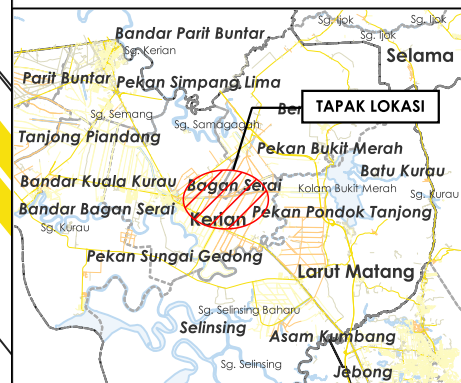 Sg. Ijok
Sg. Ijok
Bandar Parit Buntar
Sg. Ijok
Sg. Kerian
Selama
Parit Buntar
Pekan Simpang Lima
TAPAK LOKASI
Sg. Semang
Sg. Samagagah
Tanjong Piandang
Pekan Bukit Merah
Batu Kurau
Bandar Kuala Kurau
Bagan Serai
Kolam Bukit Merah
Sg. Kurau
Bandar Bagan Serai
Kerian
Pekan Pondok Tanjong
Sg. Kurau
Pekan Sungai Gedong
Larut Matang
Sg. Selinsing Baharu
Selinsing
Asam Kumbang
Sg. Selinsing
Jebong